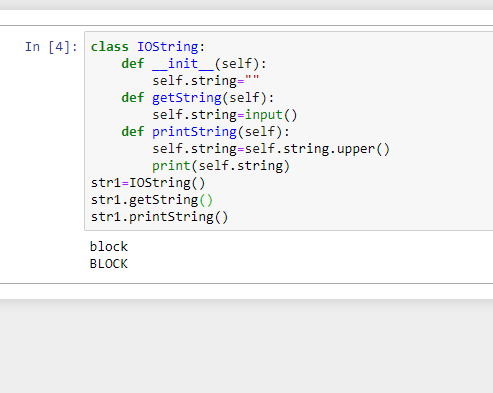 In [4]: class IOString:
    def __init__(self):
        self.string=""
    def getString(self):
        self.string=input()
    def printString(self):
        self.string=self.string.upper()
        print(self.string)
str1=IOString()
str1.getString()
str1.printString()
block
BLOCK